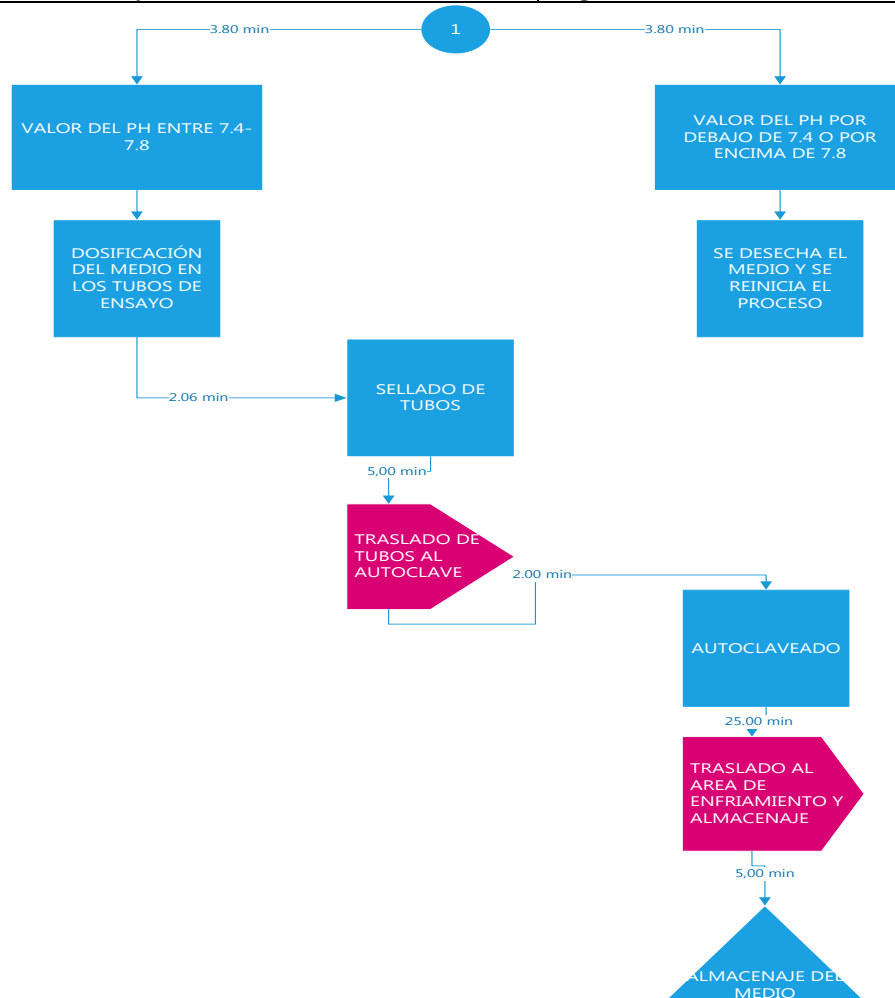 3.80 min
1
3.80 min
VALOR DEL PH ENTRE 7.4-
7.8
VALOR DEL PH POR
DEBAJO DE 7.4 O POR
ENCIMA DE 7.8
DOSIFICACIÓN
DEL MEDIO EN
LOS TUBOS DE
ENSAYO
SE DESECHA EL
MEDIO Y SE
REINICIA EL
PROCESO
2.06 min
SELLADO DE
TUBOS
5,00 min
TRASLADO DE
TUBOS AL
AUTOCLAVE
2.00 min
AUTOCLAVEADO
25.00 min
TRASLADO AL
AREA DE
ENFRIAMIENTO Y
ALMACENAJE
5,00 min
ALMACENAJE DEL
MEDIO